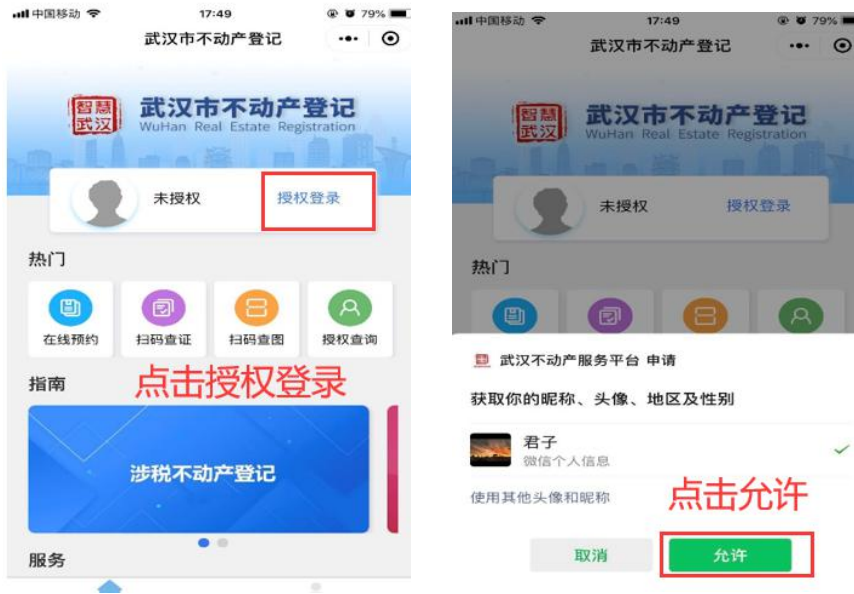 中国移动 17:49 79%
武汉市不动产登记
智慧武汉
武汉市不动产登记
WuHan Real Estate Registration
未授权 授权登录
热门
在线预约 扫码查证 扫码查图 授权查询
点击授权登录
指南
涉税不动产登记
服务
中国移动 17:49 79%
武汉市不动产登记
智慧武汉
武汉市不动产登记
WuHan Real Estate Registration
未授权 授权登录
热门
武汉不动产服务平台 申请
获取你的昵称、头像、地区及性别
君子
微信个人信息
使用其他头像和昵称
点击允许
取消 允许